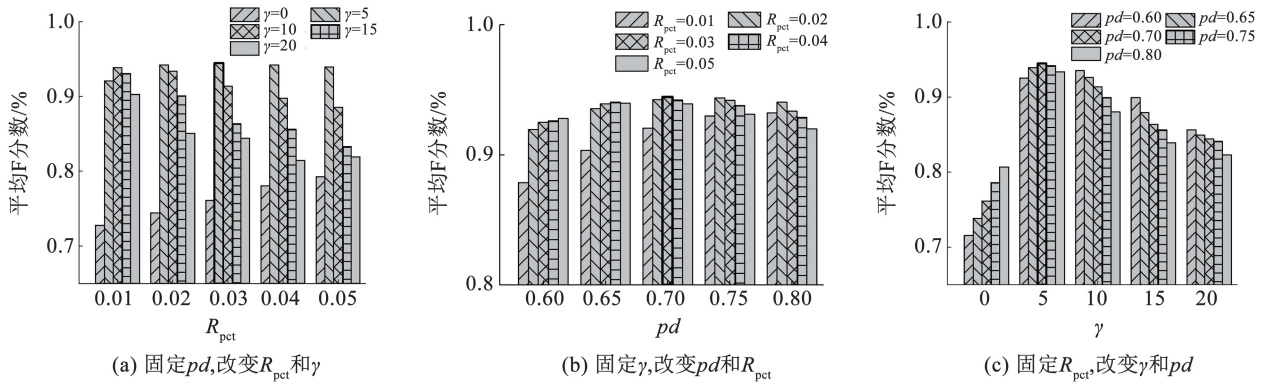 1.0
0.9
0.8
0.7
平均F分数/%
γ=0 γ=5
γ=10 γ=15
γ=20
0.01 0.02 0.03 0.04 0.05
Rpct
(a) 固定pd,改变Rpct和γ
1.0
0.9
0.8
平均F分数/%
Rpct=0.01 Rpct=0.02
Rpct=0.03 Rpct=0.04
Rpct=0.05
0.60 0.65 0.70 0.75 0.80
pd
(b) 固定γ,改变pd和Rpct
1.0
0.9
0.8
0.7
平均F分数/%
pd=0.60 pd=0.65
pd=0.70 pd=0.75
pd=0.80
0 5 10 15 20
γ
(c) 固定Rpct,改变γ和pd